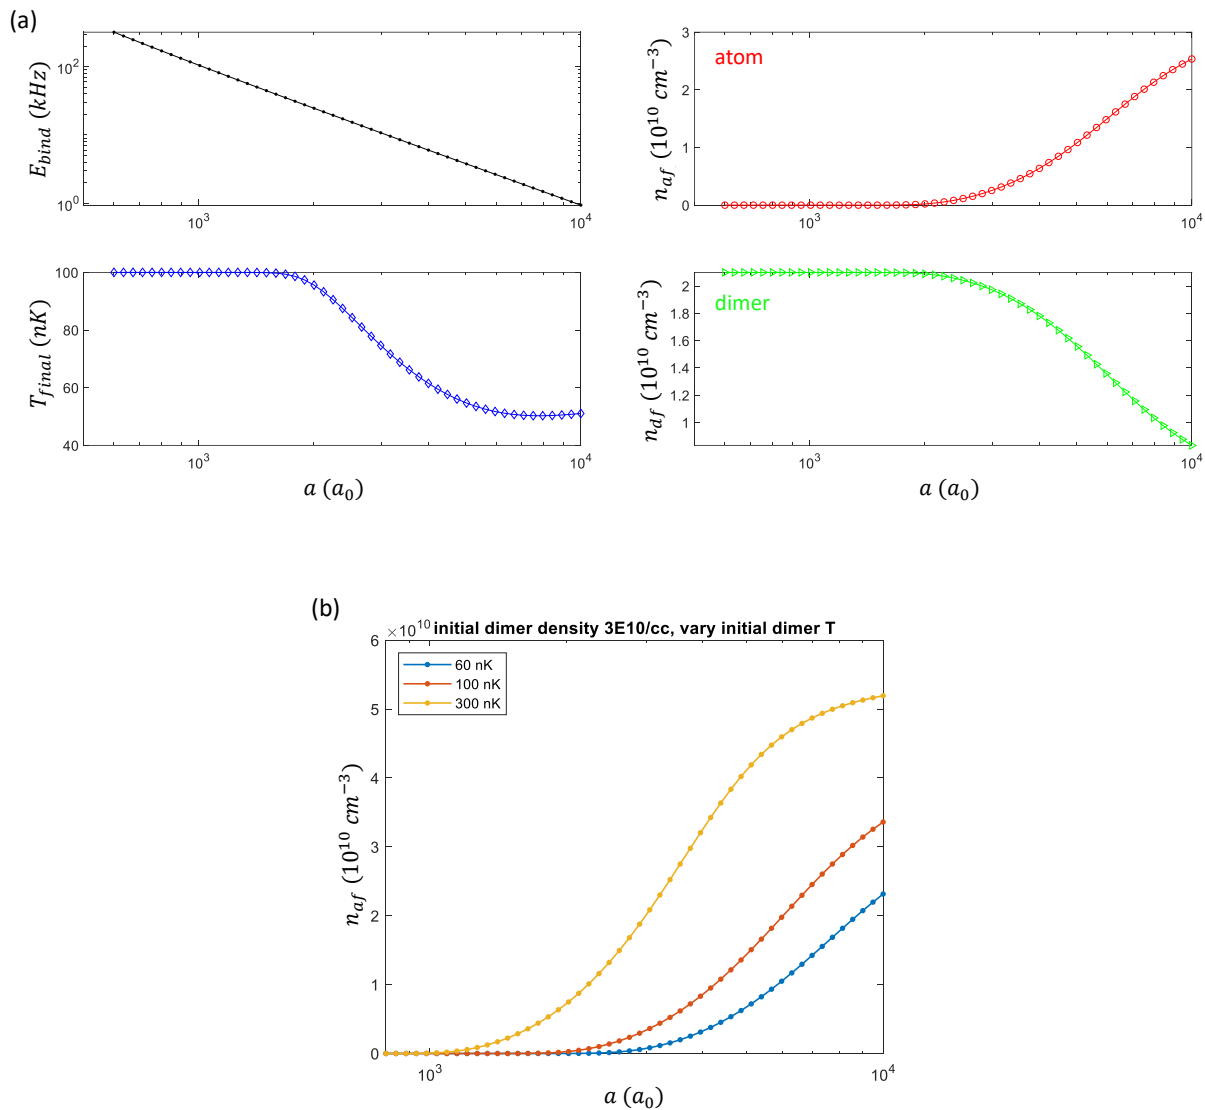 (a)
E_bind (kHz)
10^2
10^0
10^3
10^4
n_af (10^10 cm^-3)
3
2
1
0
atom
10^3
10^4
T_final (nK)
100
80
60
40
10^3
10^4
a (a_0)
n_df (10^10 cm^-3)
2
1.8
1.6
1.4
1.2
1
dimer
10^3
10^4
a (a_0)
(b)
×10^10 initial dimer density 3E10/cc, vary initial dimer T
n_af (10^10 cm^-3)
6
5
4
3
2
1
0
60 nK
100 nK
300 nK
10^3
10^4
a (a_0)